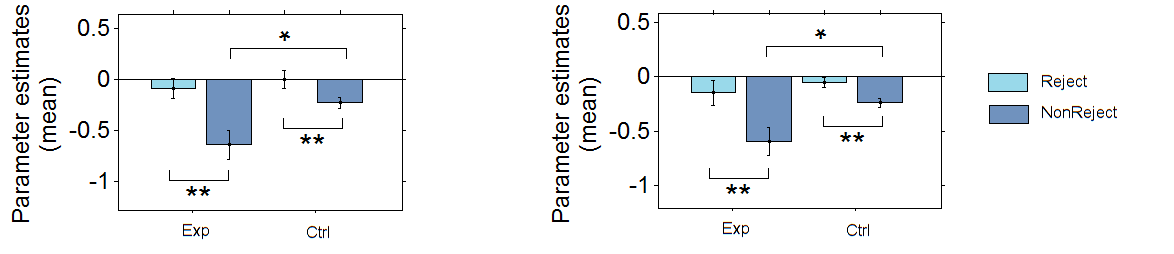 Parameter estimates
(mean)
0.5
0
-0.5
-1
*
**
**
Exp
Ctrl
Parameter estimates
(mean)
0.5
0
-0.5
-1
*
**
**
Exp
Ctrl
Reject
NonReject